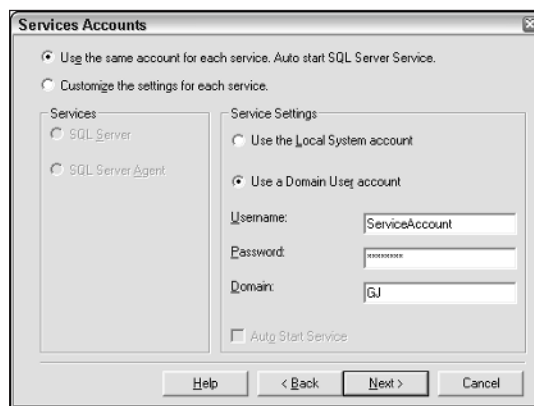 Services Accounts
Use the same account for each service. Auto start SQL Server Service.
Customize the settings for each service.
Services
SQL Server
SQL Server Agent
Service Settings
Use the Local System account
Use a Domain User account
Username:
ServiceAccount
Password:
********
Domain:
GJ
Auto Start Service
Help
< Back
Next >
Cancel